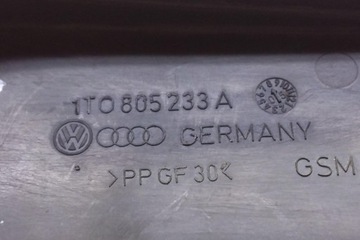 1T0 805 233 A
GERMANY
>PP GF 30<
GSM